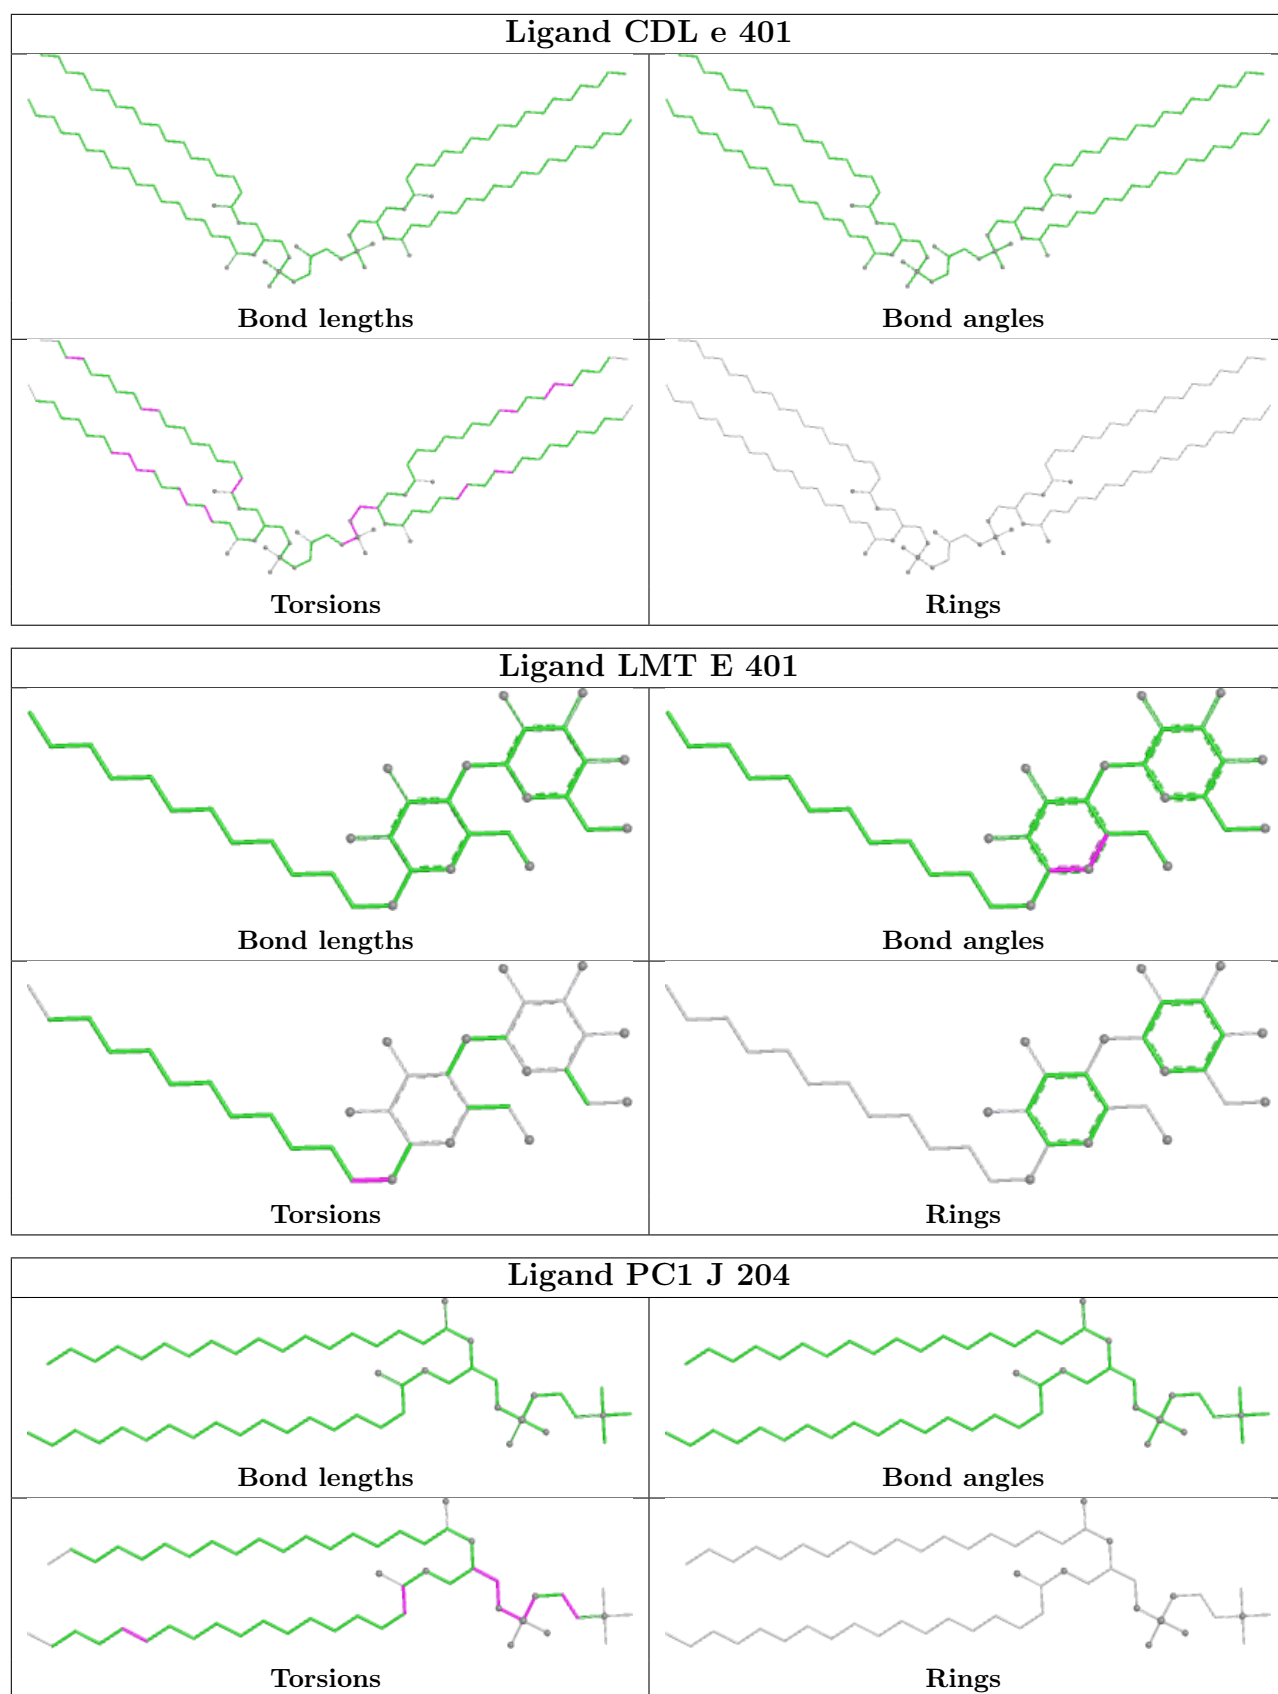 Ligand CDL e 401
Bond lengths
Bond angles
Torsions
Rings
Ligand LMT E 401
Bond lengths
Bond angles
Torsions
Rings
Ligand PC1 J 204
Bond lengths
Bond angles
Torsions
Rings